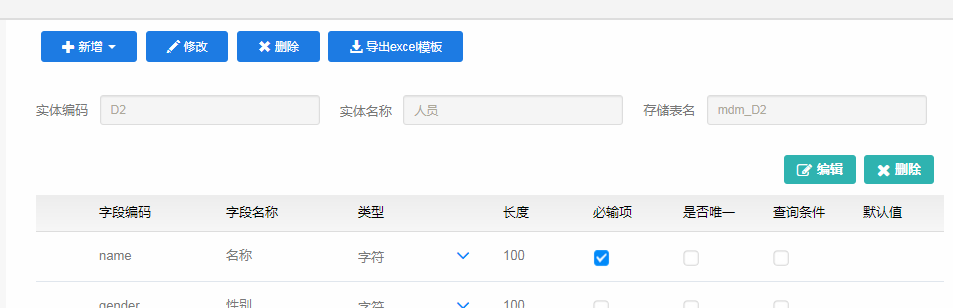 新增 修改 删除 导出excel模板
实体编码 D2 实体名称 人员 存储表名 mdm_D2
编辑 删除
字段编码 字段名称 类型 长度 必输项 是否唯一 查询条件 默认值
name 名称 字符 100
gender 性别 字符 100